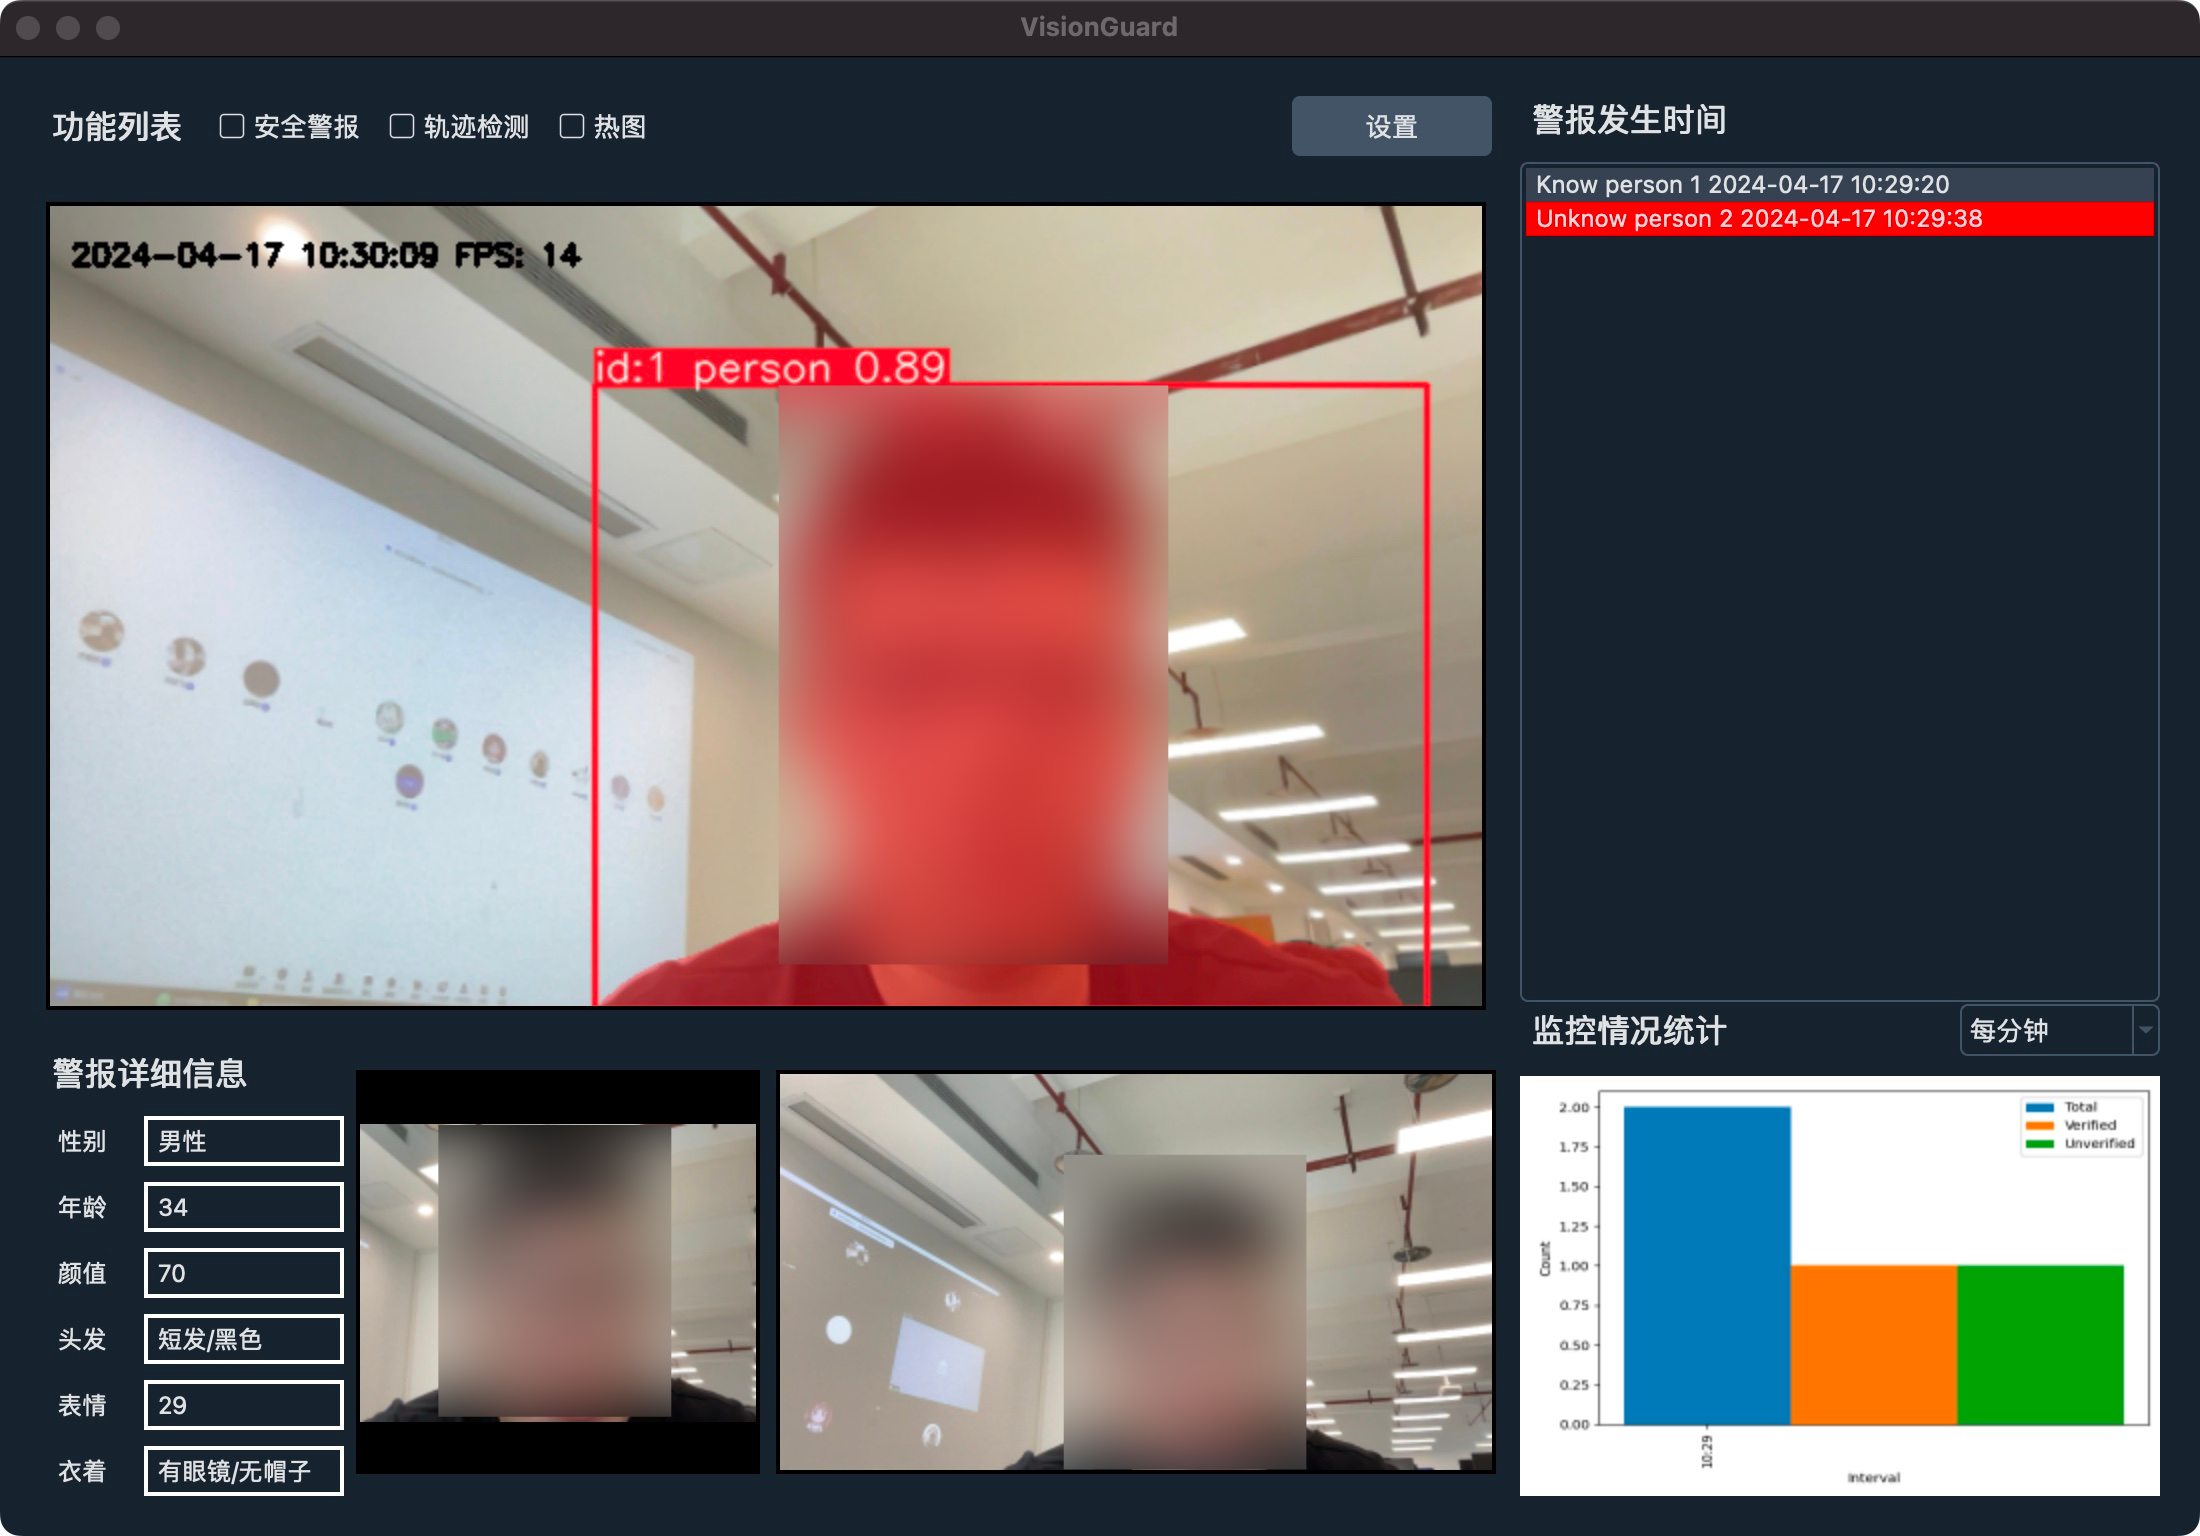 VisionGuard
功能列表 安全警报 轨迹检测 热图 设置
2024-04-17 10:30:09 FPS: 14
id:1 person 0.89
警报发生时间
Know person 1 2024-04-17 10:29:20
Unknow person 2 2024-04-17 10:29:38
警报详细信息
性别 男性
年龄 34
颜值 70
头发 短发/黑色
表情 29
衣着 有眼镜/无帽子
监控情况统计 每分钟
Total
Verified
Unverified
2.00
1.75
1.50
1.25
1.00
0.75
0.50
0.25
0.00
Count
10:29
Interval